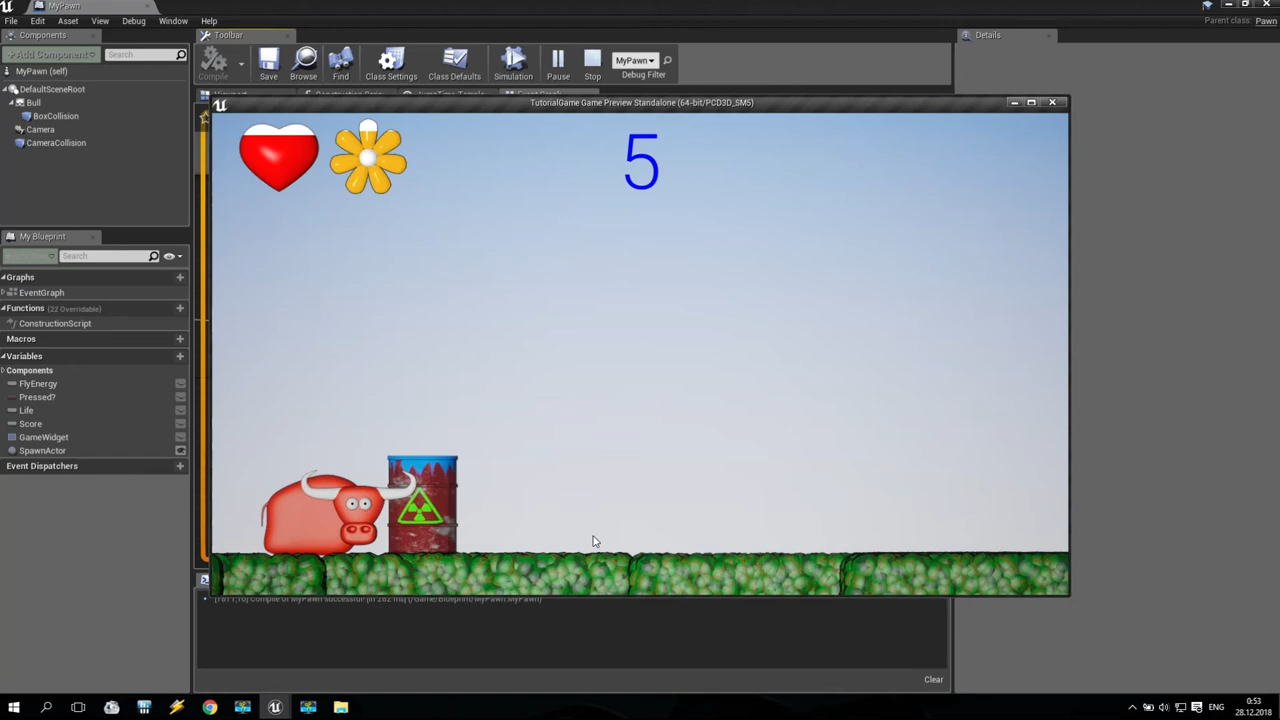 MyPawn
File Edit Asset View Debug Window Help
Parent class: Pawn
Components
Toolbar
Details
+Add Component
Search
Compile
Save
Browse
Find
Class Settings
Class Defaults
Simulation
Pause
Stop
MyPawn
Debug Filter
MyPawn (self)
DefaultSceneRoot
Bull
BoxCollision
Camera
CameraCollision
TutorialGame Game Preview Standalone (64-bit/PCD3D_SM5)
5
My Blueprint
Search
Graphs
EventGraph
Functions (22 Overridable)
ConstructionScript
Macros
Variables
Components
FlyEnergy
Pressed?
Life
Score
GameWidget
SpawnActor
Event Dispatchers
Clear
ENG
0:53
28.12.2018